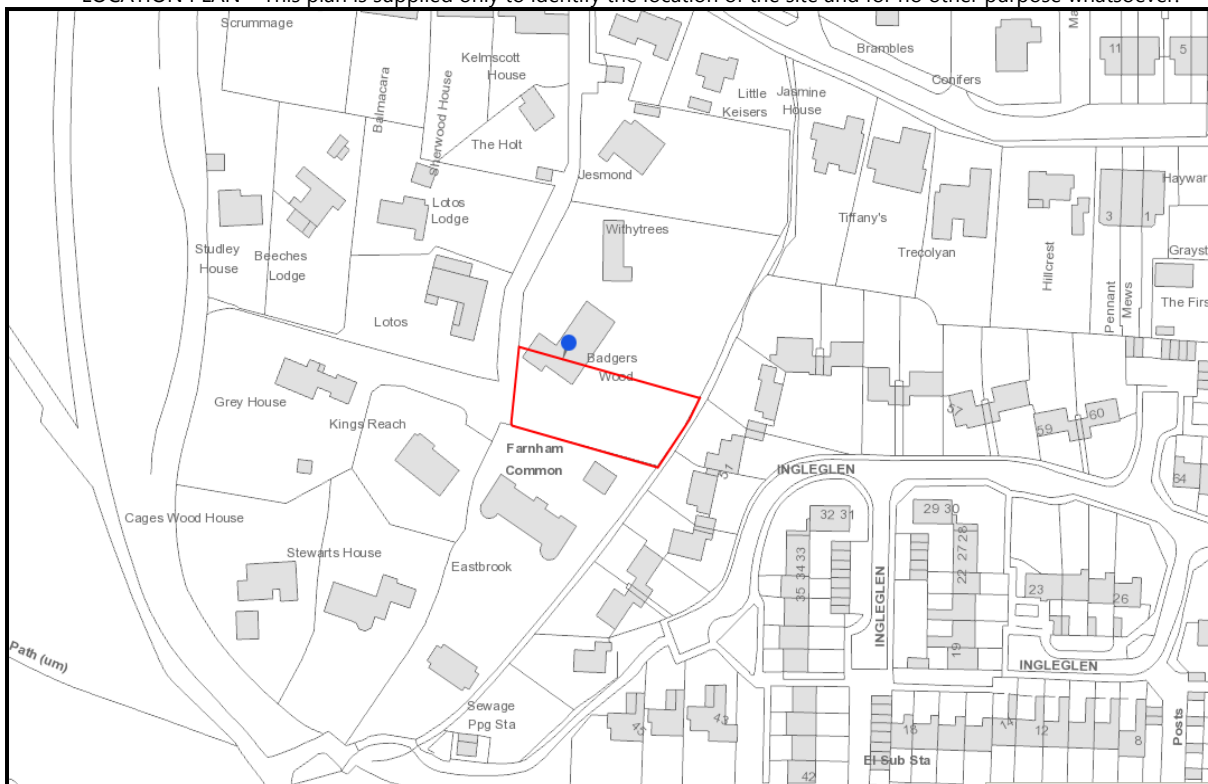 LOCATION PLAN – This plan is supplied only to identify the location of the site and for no other purpose whatsoever.
Scrummage
Brambles
11
5
Kelmscott
House
Conifers
Balmacara
Sherwood House
Little
Keisers
Jasmine
House
The Holt
Jesmond
Lotos
Lodge
3
1
Tiffany's
Withytrees
Studley
House
Beeches
Lodge
Trecolyan
Hillcrest
Pennant
Mews
Lotos
Badgers
Wood
Grey House
Kings Reach
57
59
60
Farnham
Common
INGLEGLEN
51
64
Cages Wood House
32 31
29 30
Stewarts House
33
34
35
28
27
22
Eastbrook
INGLEGLEN
23
26
19
Path (um)
INGLEGLEN
Sewage
Ppg Sta
45
43
16
14
12
8
Posts
El Sub Sta
42